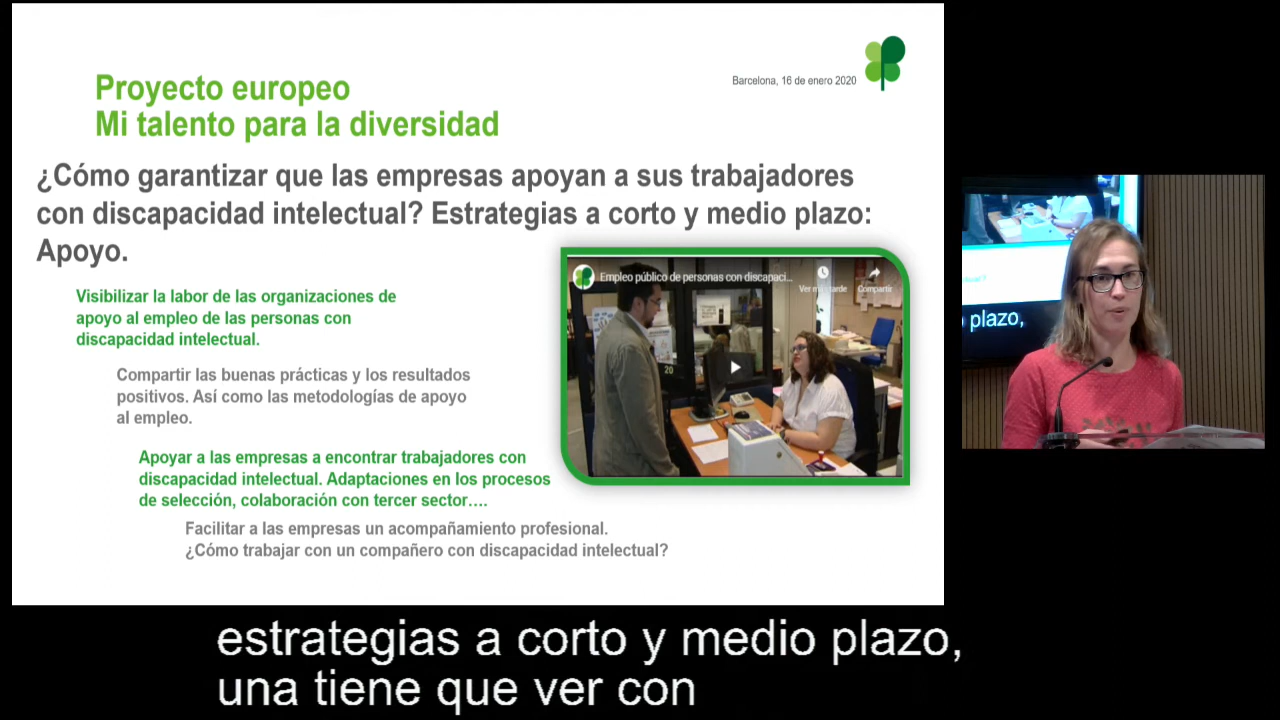 Barcelona, 16 de enero 2020
Proyecto europeo
Mi talento para la diversidad
¿Cómo garantizar que las empresas apoyan a sus trabajadores
con discapacidad intelectual? Estrategias a corto y medio plazo:
Apoyo.
Visibilizar la labor de las organizaciones de
apoyo al empleo de las personas con
discapacidad intelectual.
Compartir las buenas prácticas y los resultados
positivos. Así como las metodologías de apoyo
al empleo.
Apoyar a las empresas a encontrar trabajadores con
discapacidad intelectual. Adaptaciones en los procesos
de selección, colaboración con tercer sector….
Facilitar a las empresas un acompañamiento profesional.
¿Cómo trabajar con un compañero con discapacidad intelectual?
Empleo público de personas con discapaci...
Ver más tarde
Compartir
20
plazo,
estrategias a corto y medio plazo,
una tiene que ver con